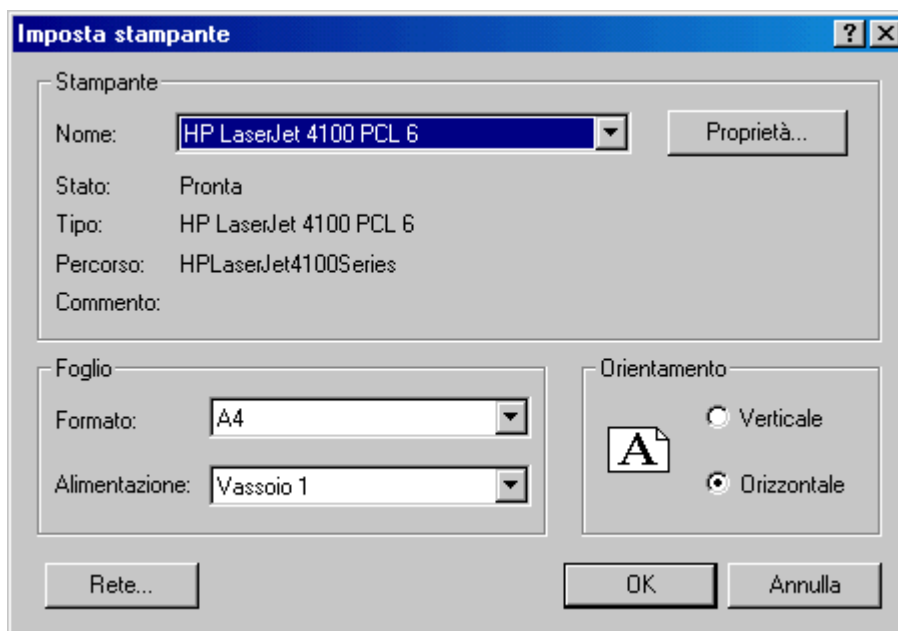 Imposta stampante
Stampante
Nome: HP LaserJet 4100 PCL 6 Proprietà...
Stato: Pronta
Tipo: HP LaserJet 4100 PCL 6
Percorso: HPLaserJet4100Series
Commento:
Foglio
Formato: A4
Alimentazione: Vassoio 1
Orientamento
A
Verticale
Orizzontale
Rete... OK Annulla